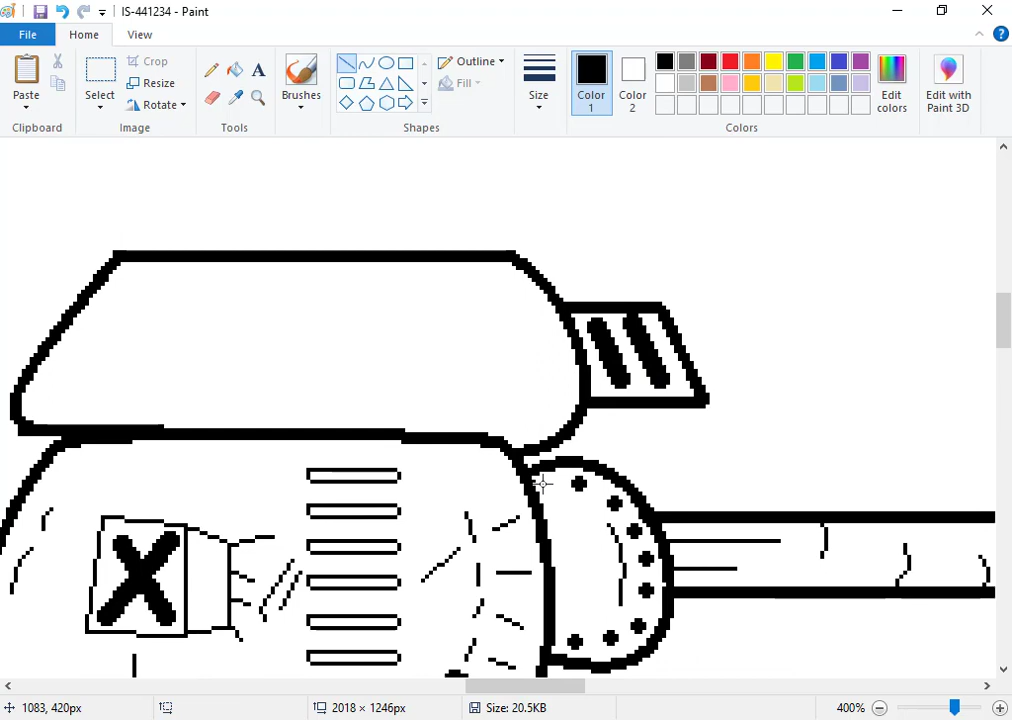 IS-441234 - Paint
File Home View
Paste
Clipboard
Select
Crop
Resize
Rotate
Image
A
Tools
Brushes
Outline
Fill
Shapes
Size
Color 1
Color 2
Edit colors
Colors
Edit with Paint 3D
1083, 420px
2018 × 1246px
Size: 20.5KB
400%